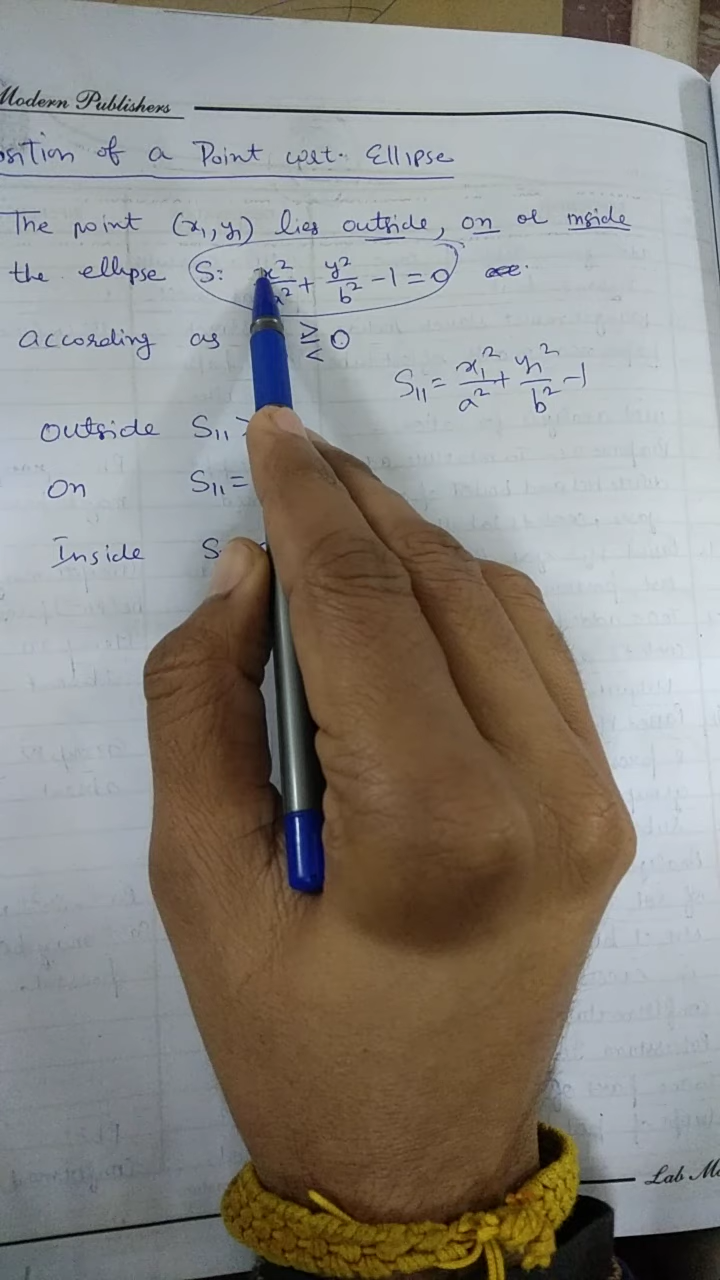 Modern Publishers
osition of a Point wrt. Ellipse
The point (x₁, y₁) lies outside, on or inside
the ellipse S: x²/a² + y²/b² - 1 = 0
according as ⋛ 0
S₁₁ = x₁²/a² + y₁²/b² - 1
Outside S₁₁ >
On S₁₁ =
Inside S
Lab Ma